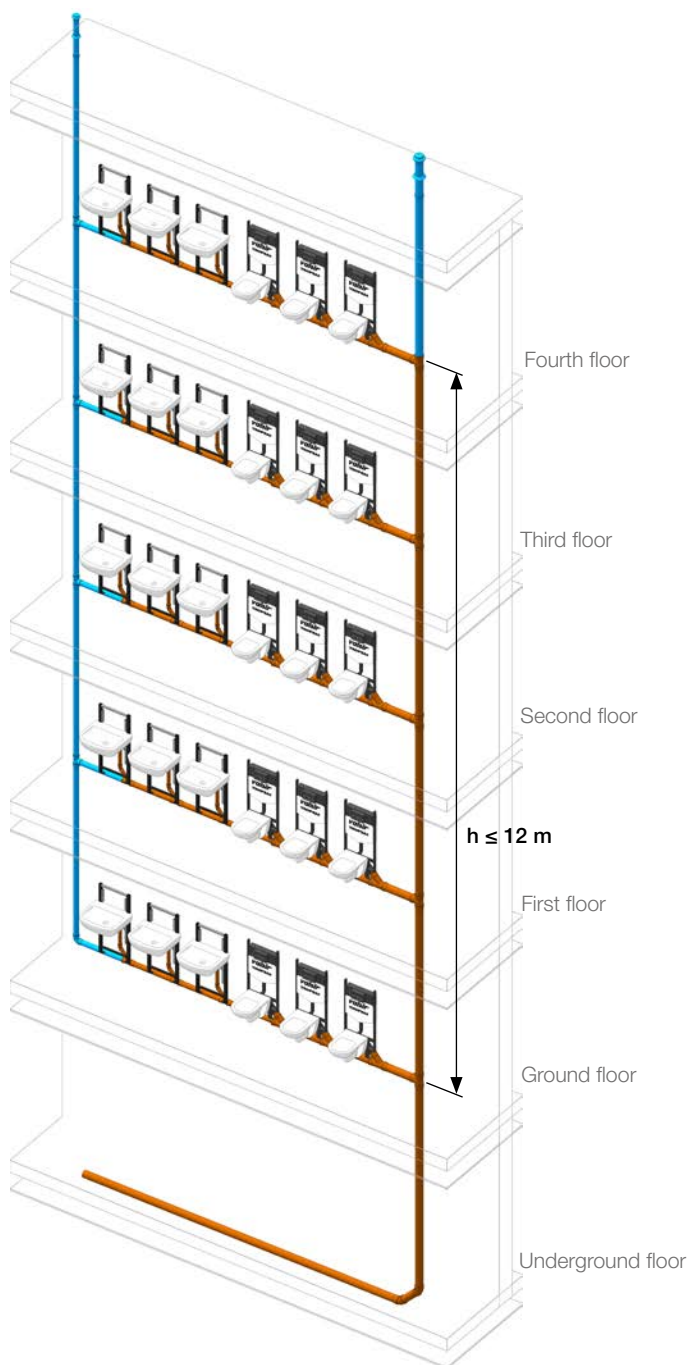 Fourth floor
Third floor
Second floor
h ≤ 12 m
First floor
Ground floor
Underground floor